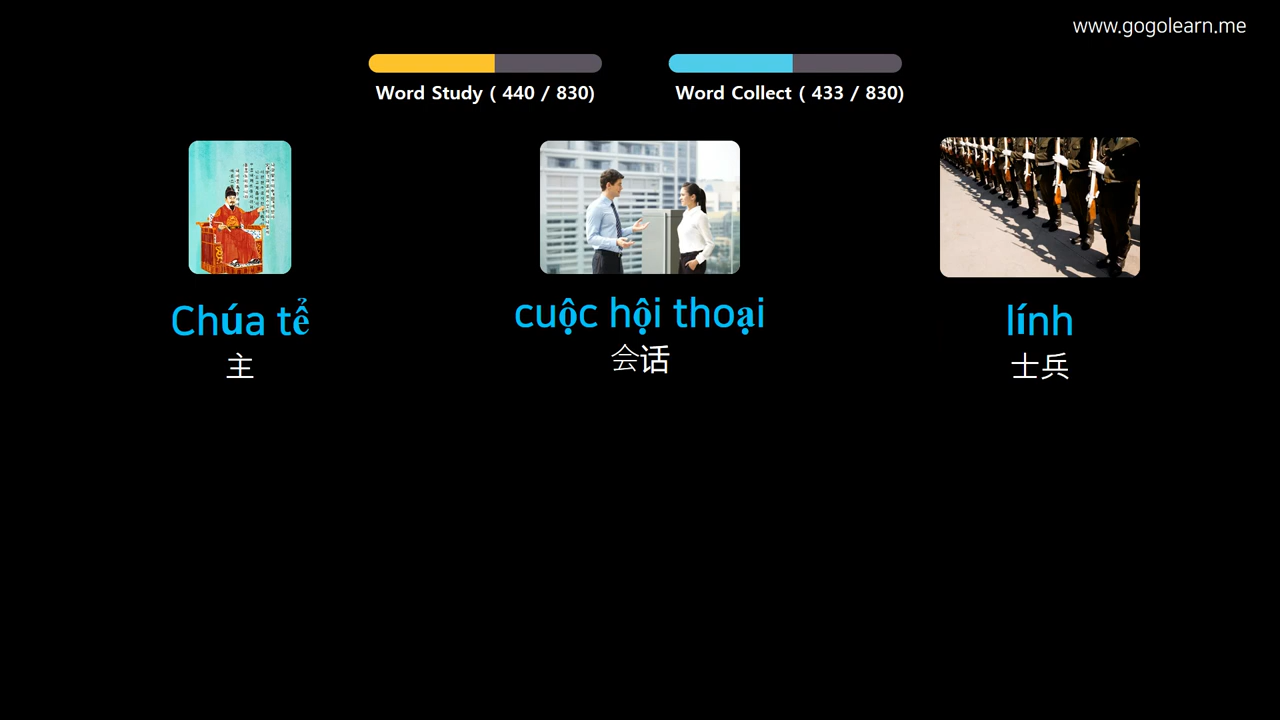 www.gogolearn.me
Word Study ( 440 / 830)
Word Collect ( 433 / 830)
Chúa tể
主
cuộc hội thoại
会话
lính
士兵